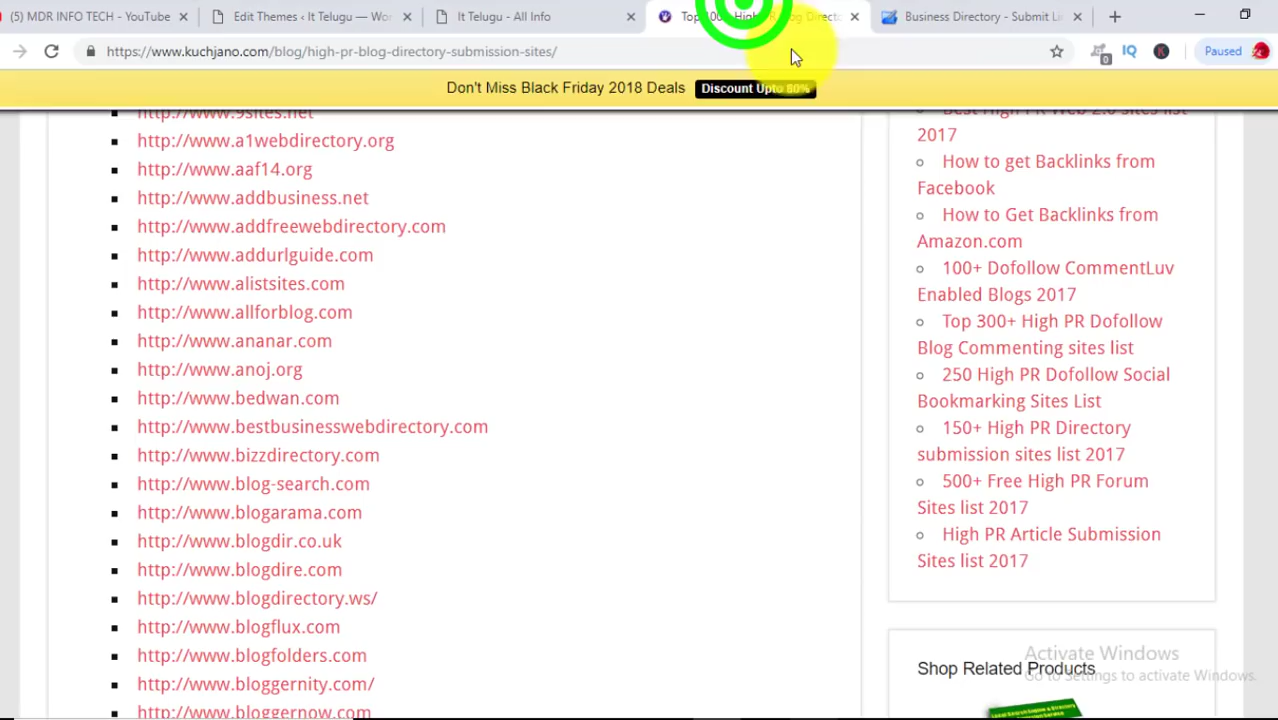 (5) MDR INFO TECH - YouTube
Edit Themes ‹ It Telugu — Wor
It Telugu - All Info
Business Directory - Submit Li
https://www.kuchjano.com/blog/high-pr-blog-directory-submission-sites/
0
IQ
K
Paused
Don't Miss Black Friday 2018 Deals Discount Upto 80%
http://www.9sites.net
http://www.a1webdirectory.org
http://www.aaf14.org
http://www.addbusiness.net
http://www.addfreewebdirectory.com
http://www.addurlguide.com
http://www.alistsites.com
http://www.allforblog.com
http://www.ananar.com
http://www.anoj.org
http://www.bedwan.com
http://www.bestbusinesswebdirectory.com
http://www.bizzdirectory.com
http://www.blog-search.com
http://www.blogarama.com
http://www.blogdir.co.uk
http://www.blogdire.com
http://www.blogdirectory.ws/
http://www.blogflux.com
http://www.blogfolders.com
http://www.bloggernity.com/
http://www.bloggernow.com
Best High PR Web 2.0 sites list
2017
How to get Backlinks from
Facebook
How to Get Backlinks from
Amazon.com
100+ Dofollow CommentLuv
Enabled Blogs 2017
Top 300+ High PR Dofollow
Blog Commenting sites list
250 High PR Dofollow Social
Bookmarking Sites List
150+ High PR Directory
submission sites list 2017
500+ Free High PR Forum
Sites list 2017
High PR Article Submission
Sites list 2017
Shop Related Products
Activate Windows
Go to Settings to activate Windows.